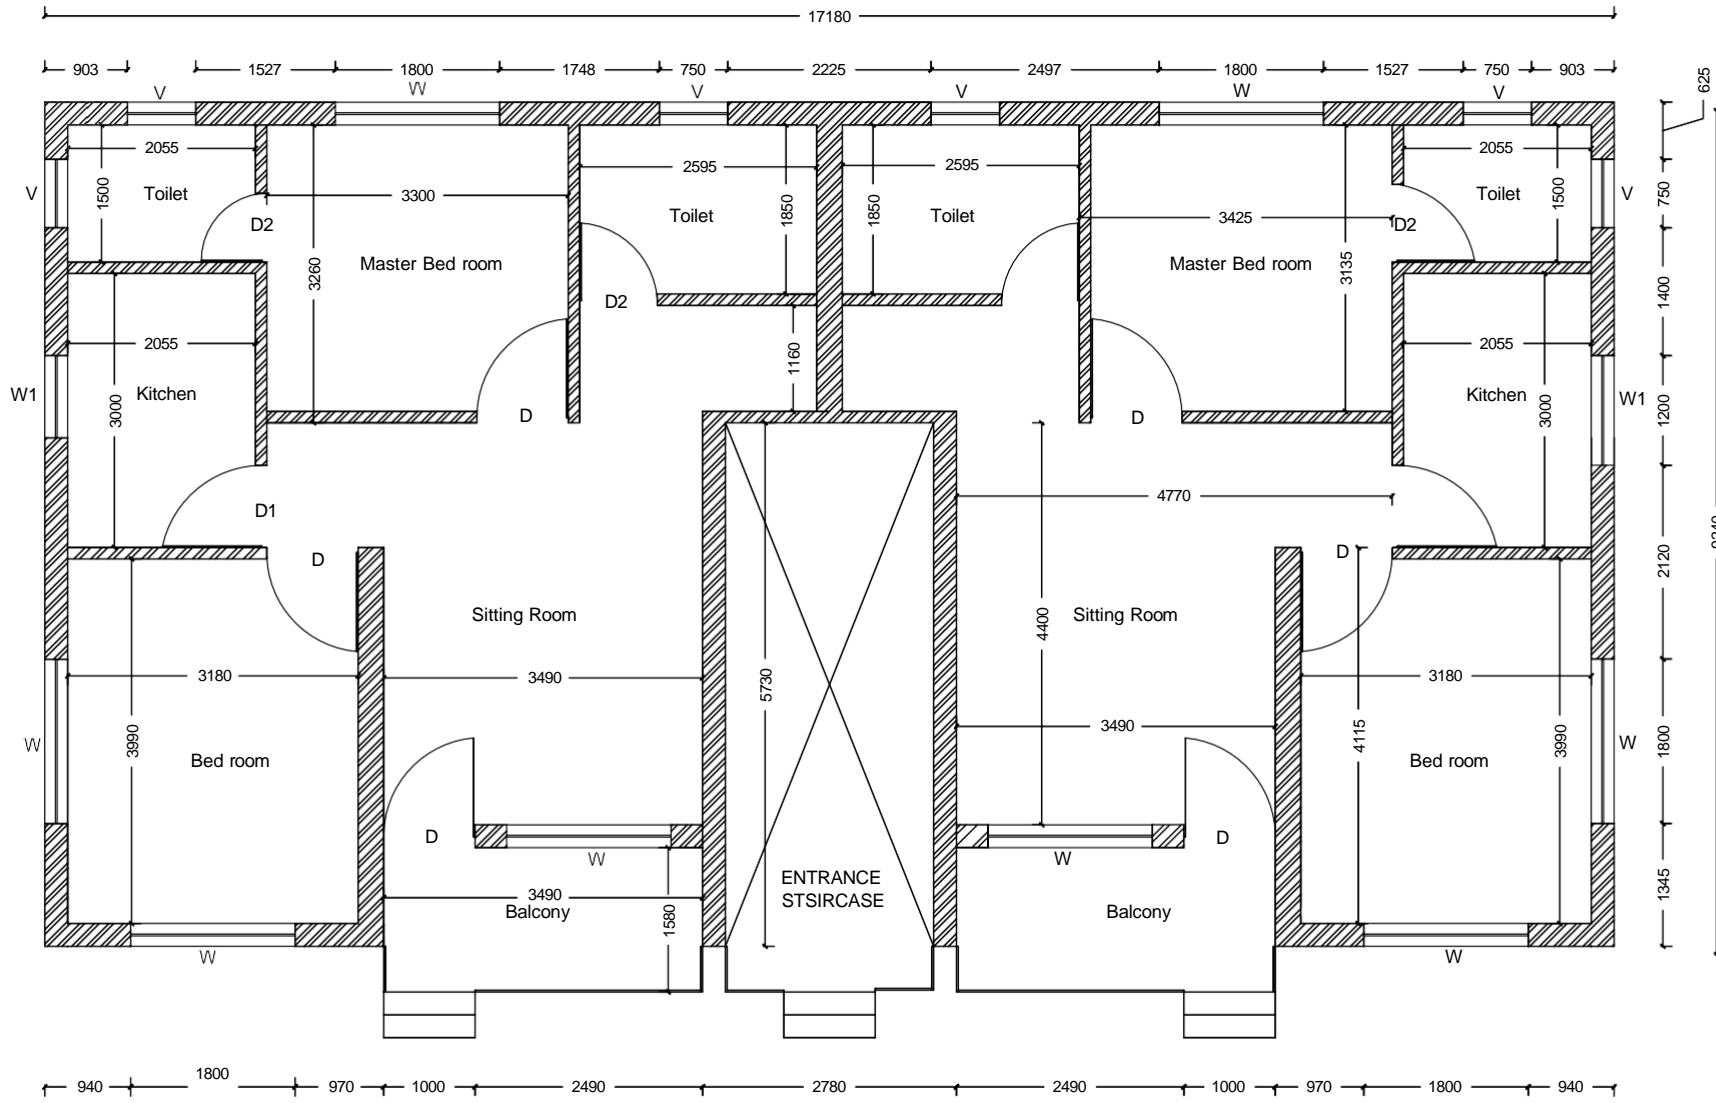 17180
903 1527 1800 1748 750 2225 2497 1800 1527 750 903
625
V W V V W V
2055 2595 2595 2055
V 1500 Toilet 3300 1850 1850 Toilet 1500 V 750
Toilet Toilet 3425
D2 D2
3260 Master Bed room Master Bed room 3135
D2 1400
2055 1160 2055
W1 Kitchen Kitchen W1
3000 D D 3000 1200
4770
D1
D D 2120
Sitting Room Sitting Room
4400
3180 3490 5730 3180
3490
W 3990 4115 3990 W 1800
Bed room Bed room
D D
W W
ENTRANCE
STSIRCASE
3490 1345
Balcony 1580 Balcony
W W
940 1800 970 1000 2490 2780 2490 1000 970 1800 940